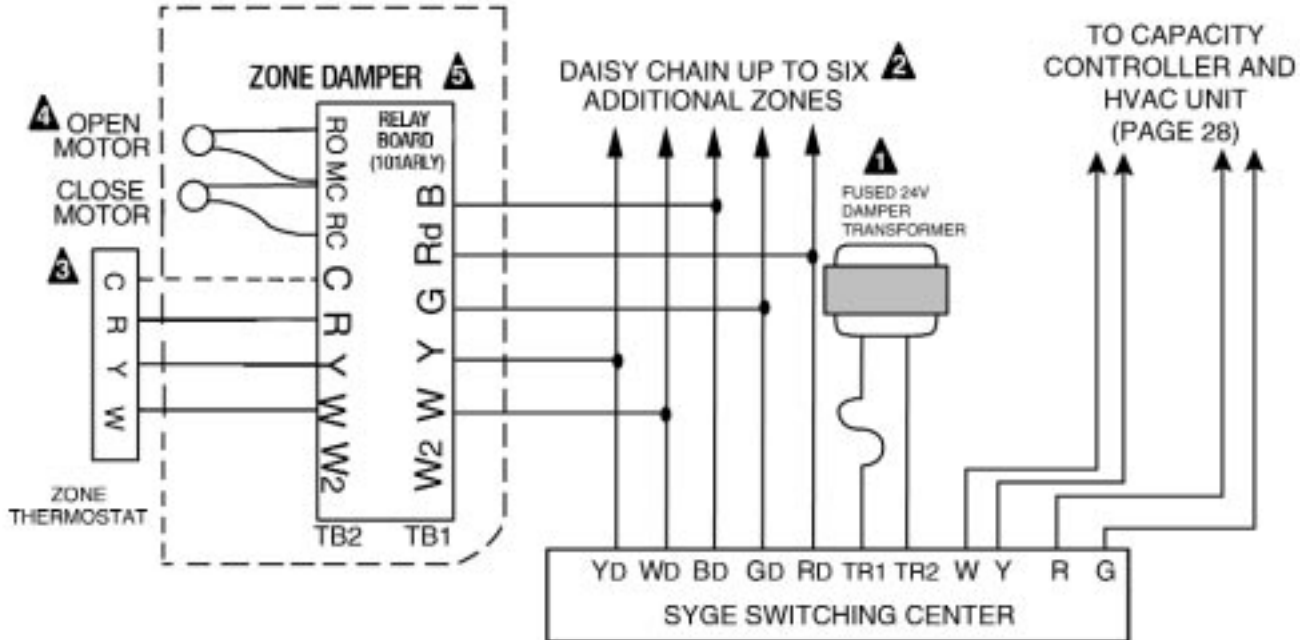 TO CAPACITY
CONTROLLER AND
HVAC UNIT
(PAGE 28)
DAISY CHAIN UP TO SIX
ADDITIONAL ZONES
2
ZONE DAMPER
5
4
OPEN
MOTOR
CLOSE
MOTOR
RELAY
BOARD
(101ARLY)
1
FUSED 24V
DAMPER
TRANSFORMER
3
C
R
Y
W
ZONE
THERMOSTAT
RO
MC
RC
C
R
Y
W
W2
TB2
B
Rd
G
Y
W
W2
TB1
YD WD BD GD RD TR1 TR2 W Y R G
SYGE SWITCHING CENTER